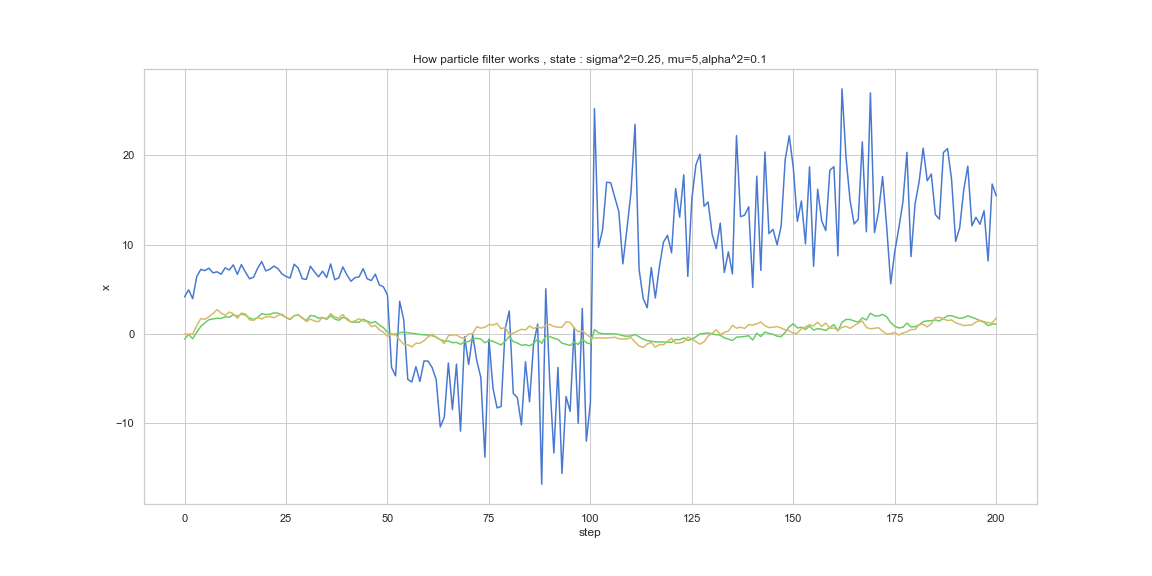 How particle filter works , state : sigma^2=0.25, mu=5,alpha^2=0.1
20
10
0
−10
x
0 25 50 75 100 125 150 175 200
step